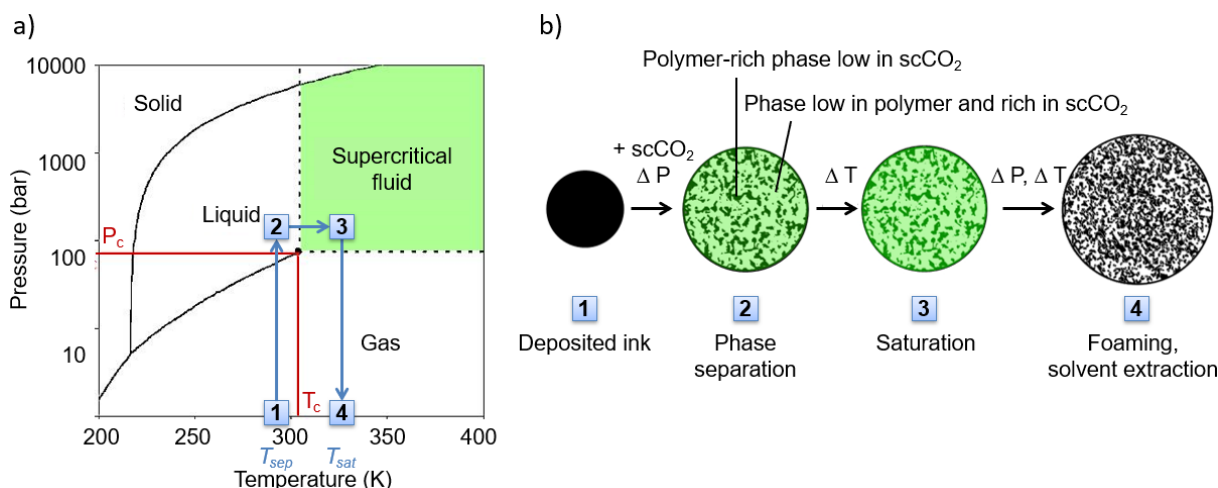 a)
10000
Solid
1000
Supercritical
fluid
Liquid
2
3
Pc
100
Pressure (bar)
10
Gas
1
Tc
4
200
250
300
350
400
Tsep
Tsat
Temperature (K)
b)
Polymer-rich phase low in scCO₂
Phase low in polymer and rich in scCO₂
+ scCO₂
Δ P
Δ T
Δ P, Δ T
1
2
3
4
Deposited ink
Phase
separation
Saturation
Foaming,
solvent extraction